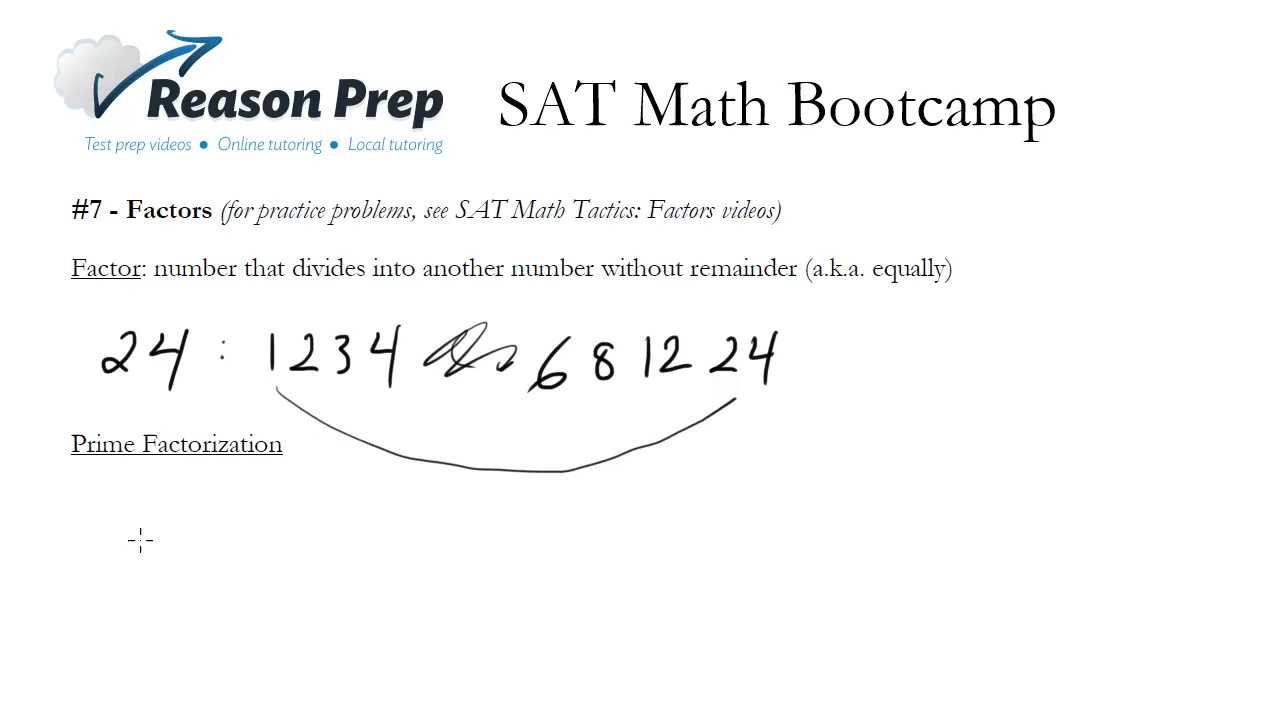 Reason Prep
Test prep videos ● Online tutoring ● Local tutoring
SAT Math Bootcamp
#7 - Factors (for practice problems, see SAT Math Tactics: Factors videos)
Factor: number that divides into another number without remainder (a.k.a. equally)
24 : 1 2 3 4 6 8 12 24
Prime Factorization